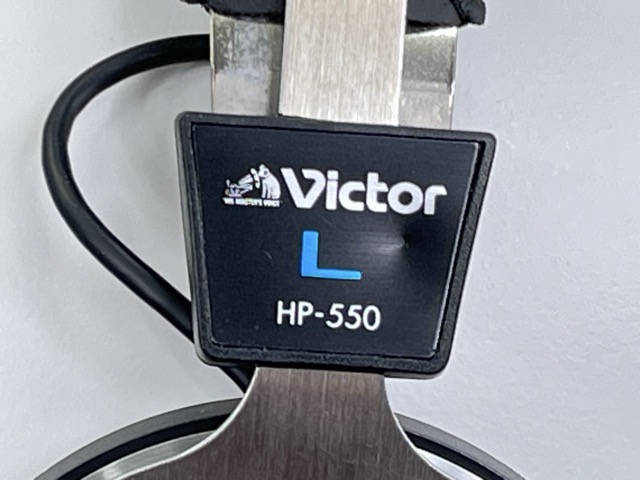 Victor
HIS MASTER'S VOICE
L
HP-550